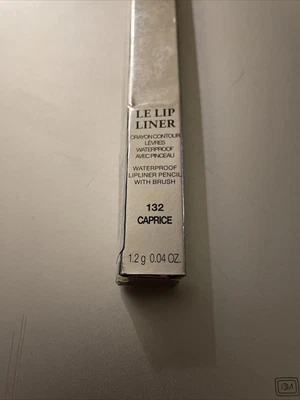 LE LIP
LINER
CRAYON CONTOUR
LÈVRES
WATERPROOF
AVEC PINCEAU
WATERPROOF
LIPLINER PENCIL
WITH BRUSH
132
CAPRICE
1.2 g 0.04 OZ.